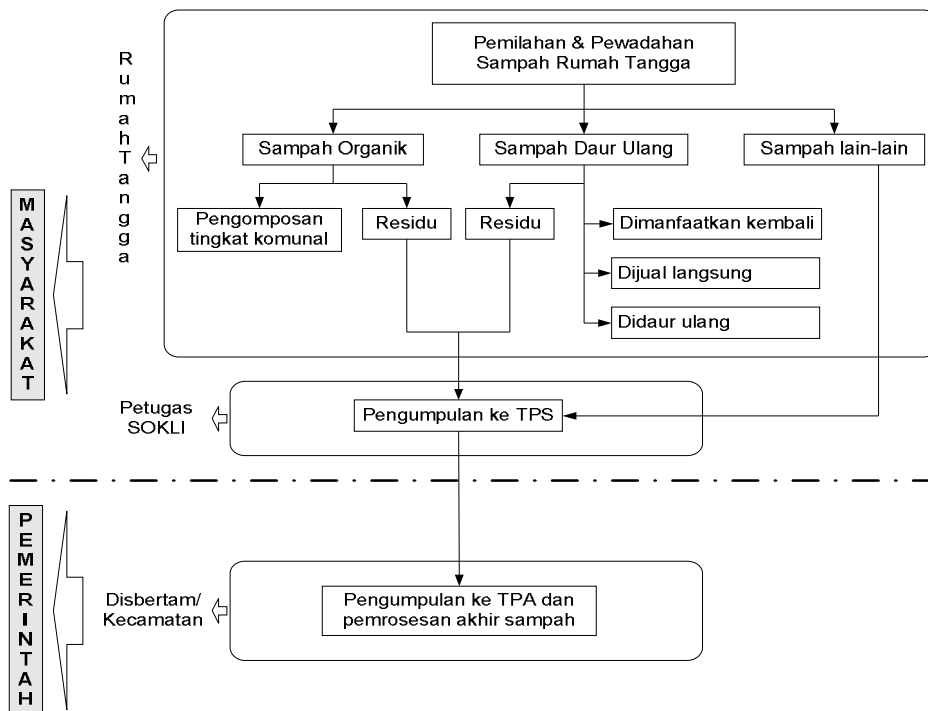 Pemilahan & Pewadahan
Sampah Rumah Tangga
Rumah Tangga
Sampah Organik
Sampah Daur Ulang
Sampah lain-lain
Pengomposan
tingkat komunal
Residu
Residu
Dimanfaatkan kembali
Dijual langsung
Didaur ulang
MASYARAKAT
Petugas
SOKLI
Pengumpulan ke TPS
PEMERINTAH
Disbertam/
Kecamatan
Pengumpulan ke TPA dan
pemrosesan akhir sampah